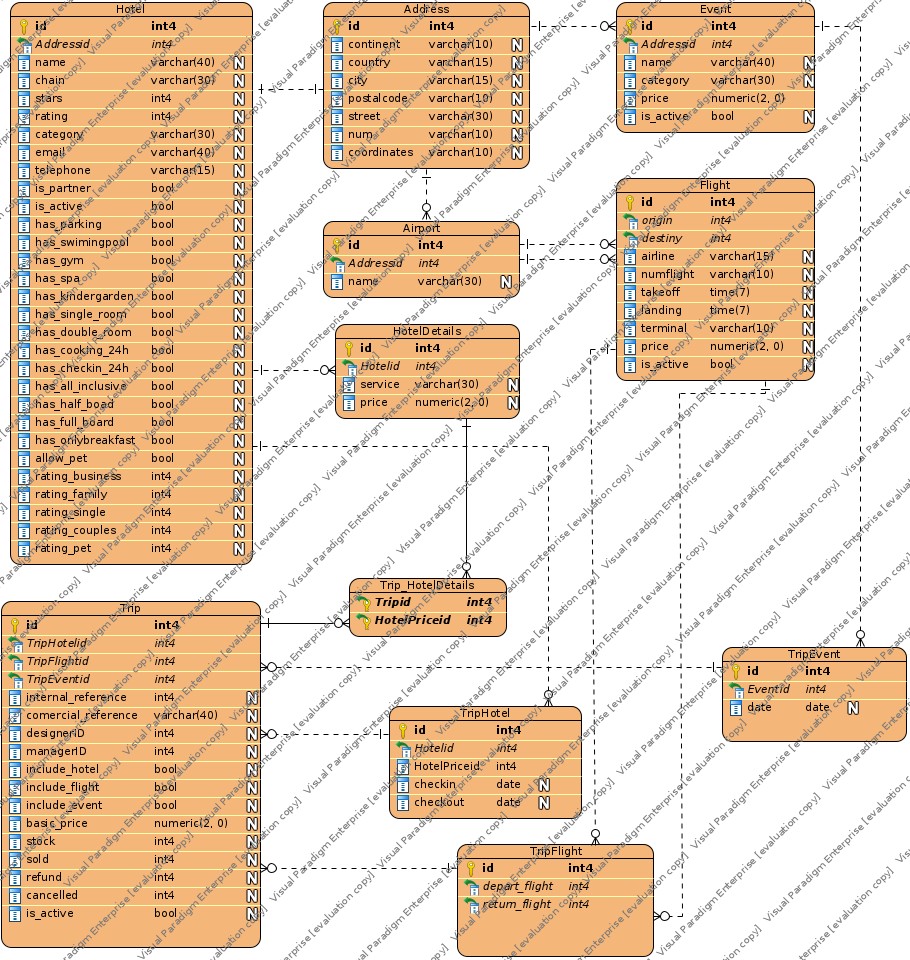 Hotel
id int4
Addressid int4
name varchar(40) N
chain varchar(30) N
stars int4 N
rating int4 N
category varchar(30) N
email varchar(40) N
telephone varchar(15) N
is_partner bool N
is_active bool N
has_parking bool N
has_swimingpool bool N
has_gym bool N
has_spa bool N
has_kindergarden bool N
has_single_room bool N
has_double_room bool N
has_cooking_24h bool N
has_checkin_24h bool N
has_all_inclusive bool N
has_half_boad bool N
has_full_board bool N
has_onlybreakfast bool N
allow_pet bool N
rating_business int4 N
rating_family int4 N
rating_single int4 N
rating_couples int4 N
rating_pet int4 N
Address
id int4
continent varchar(10) N
country varchar(15) N
city varchar(15) N
postalcode varchar(10) N
street varchar(30) N
num varchar(10) N
coordinates varchar(10) N
Event
id int4
Addressid int4
name varchar(40) N
category varchar(30) N
price numeric(2, 0)
is_active bool N
Airport
id int4
Addressid int4
name varchar(30) N
Flight
id int4
origin int4
destiny int4
airline varchar(15) N
numflight varchar(10) N
takeoff time(7) N
landing time(7) N
terminal varchar(10) N
price numeric(2, 0) N
is_active bool N
HotelDetails
id int4
Hotelid int4
service varchar(30) N
price numeric(2, 0) N
Trip_HotelDetails
Tripid int4
HotelPriceid int4
Trip
id int4
TripHotelid int4
TripFlightid int4
TripEventid int4
internal_reference int4 N
comercial_reference varchar(40) N
designerID int4 N
managerID int4 N
include_hotel bool N
include_flight bool N
include_event bool N
basic_price numeric(2, 0) N
stock int4 N
sold int4 N
refund int4 N
cancelled int4 N
is_active bool N
TripEvent
id int4
Eventid int4
date date N
TripHotel
id int4
Hotelid int4
HotelPriceid int4
checkin date N
checkout date N
TripFlight
id int4
depart_flight int4
return_flight int4
Visual Paradigm Enterprise [evaluation copy]